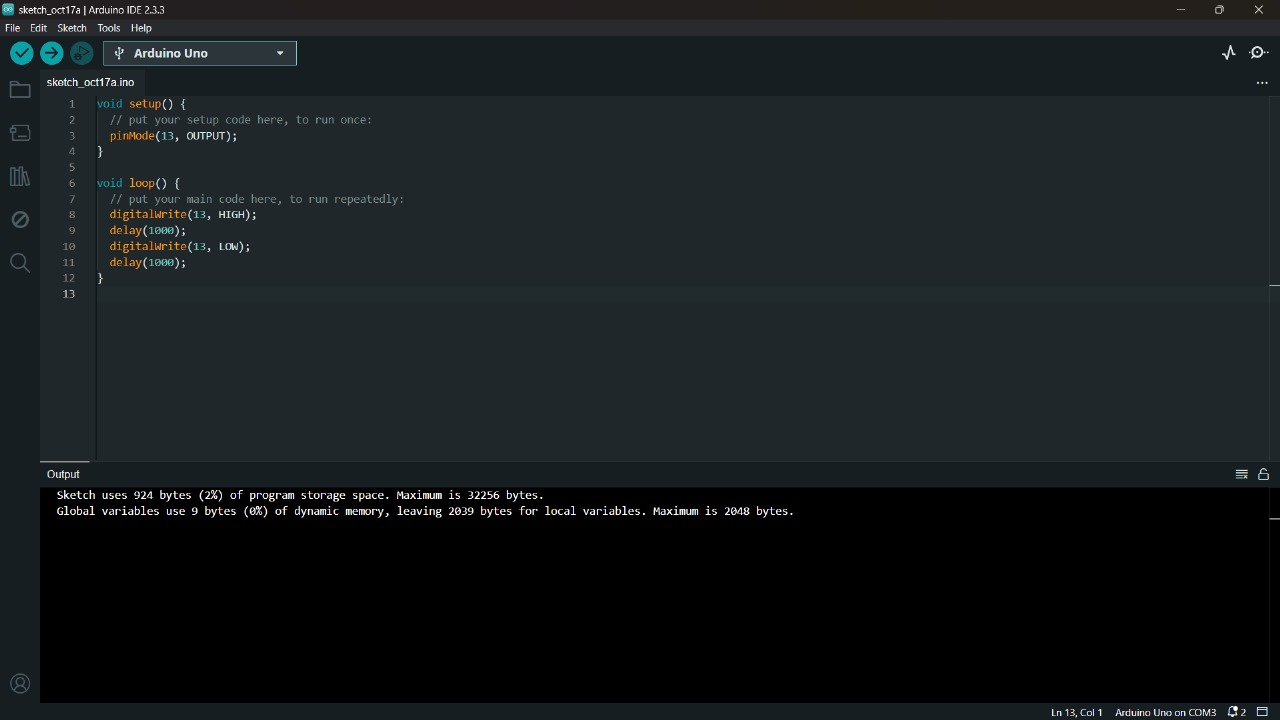 sketch_oct17a | Arduino IDE 2.3.3
File Edit Sketch Tools Help
Arduino Uno
sketch_oct17a.ino
1 void setup() {
2 // put your setup code here, to run once:
3 pinMode(13, OUTPUT);
4 }
5
6 void loop() {
7 // put your main code here, to run repeatedly:
8 digitalWrite(13, HIGH);
9 delay(1000);
10 digitalWrite(13, LOW);
11 delay(1000);
12 }
13
Output
Sketch uses 924 bytes (2%) of program storage space. Maximum is 32256 bytes.
Global variables use 9 bytes (0%) of dynamic memory, leaving 2039 bytes for local variables. Maximum is 2048 bytes.
Ln 13, Col 1 Arduino Uno on COM3 2